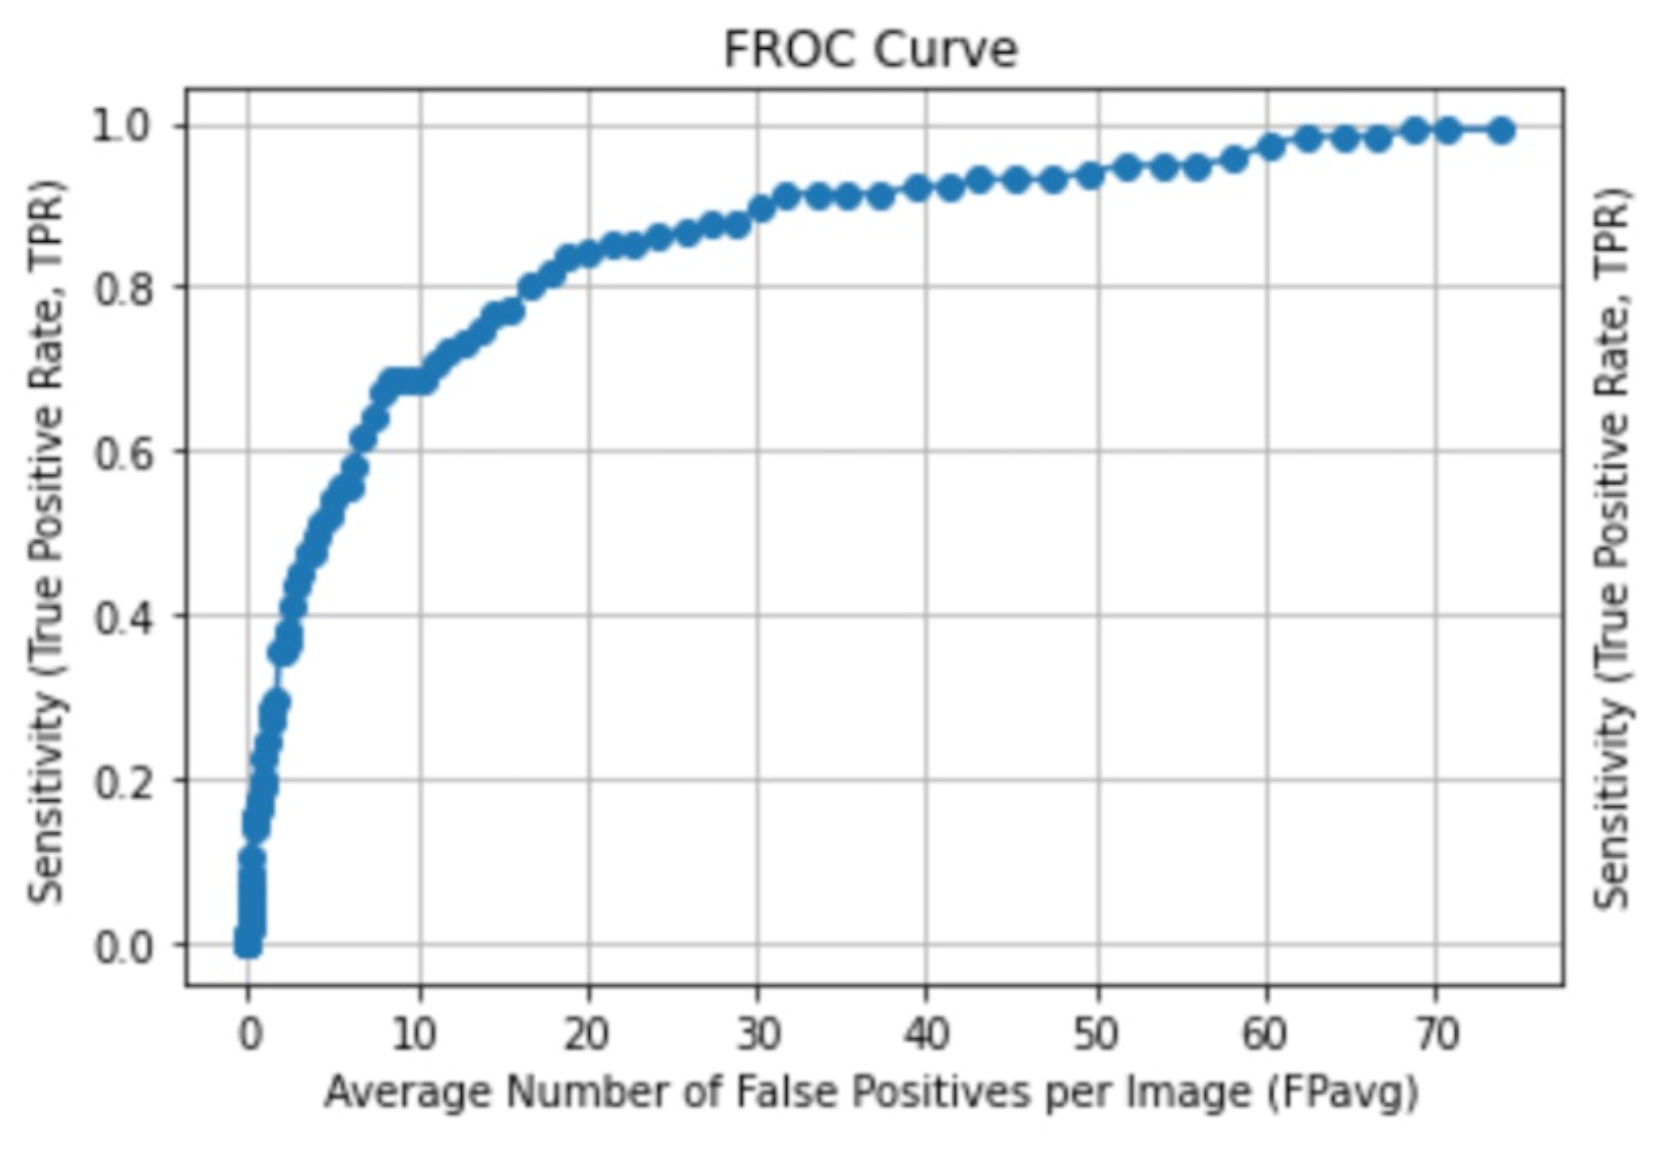 FROC Curve
Sensitivity (True Positive Rate, TPR)
1.0
0.8
0.6
0.4
0.2
0.0
0 10 20 30 40 50 60 70
Average Number of False Positives per Image (FPavg)
Sensitivity (True Positive Rate, TPR)